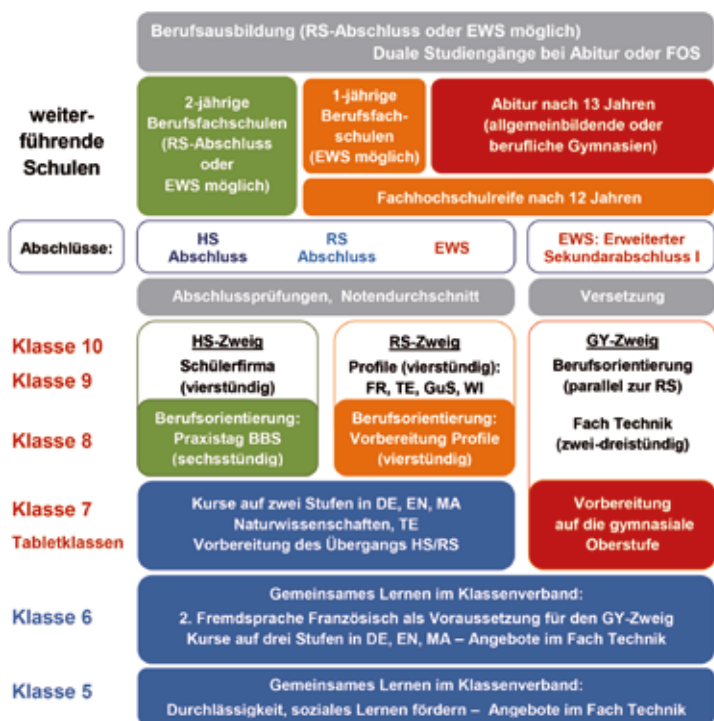 Berufsausbildung (RS-Abschluss oder EWS möglich)
Duale Studiengänge bei Abitur oder FOS
weiter-
führende
Schulen
2-jährige
Berufsfachschulen
(RS-Abschluss
oder
EWS möglich)
1-jährige
Berufsfach-
schulen
(EWS möglich)
Abitur nach 13 Jahren
(allgemeinbildende oder
berufliche Gymnasien)
Fachhochschulreife nach 12 Jahren
Abschlüsse:
HS
Abschluss
RS
Abschluss
EWS
EWS: Erweiterter
Sekundarabschluss I
Abschlussprüfungen, Notendurchschnitt
Versetzung
Klasse 10
Klasse 9
Klasse 8
HS-Zweig
Schülerfirma
(vierstündig)
Berufsorientierung:
Praxistag BBS
(sechsstündig)
RS-Zweig
Profile (vierstündig):
FR, TE, GuS, WI
Berufsorientierung:
Vorbereitung Profile
(vierstündig)
GY-Zweig
Berufsorientierung
(parallel zur RS)
Fach Technik
(zwei-dreistündig)
Klasse 7
Tabletklassen
Kurse auf zwei Stufen in DE, EN, MA
Naturwissenschaften, TE
Vorbereitung des Übergangs HS/RS
Vorbereitung
auf die gymnasiale
Oberstufe
Klasse 6
Gemeinsames Lernen im Klassenverband:
2. Fremdsprache Französisch als Voraussetzung für den GY-Zweig
Kurse auf drei Stufen in DE, EN, MA – Angebote im Fach Technik
Klasse 5
Gemeinsames Lernen im Klassenverband:
Durchlässigkeit, soziales Lernen fördern – Angebote im Fach Technik